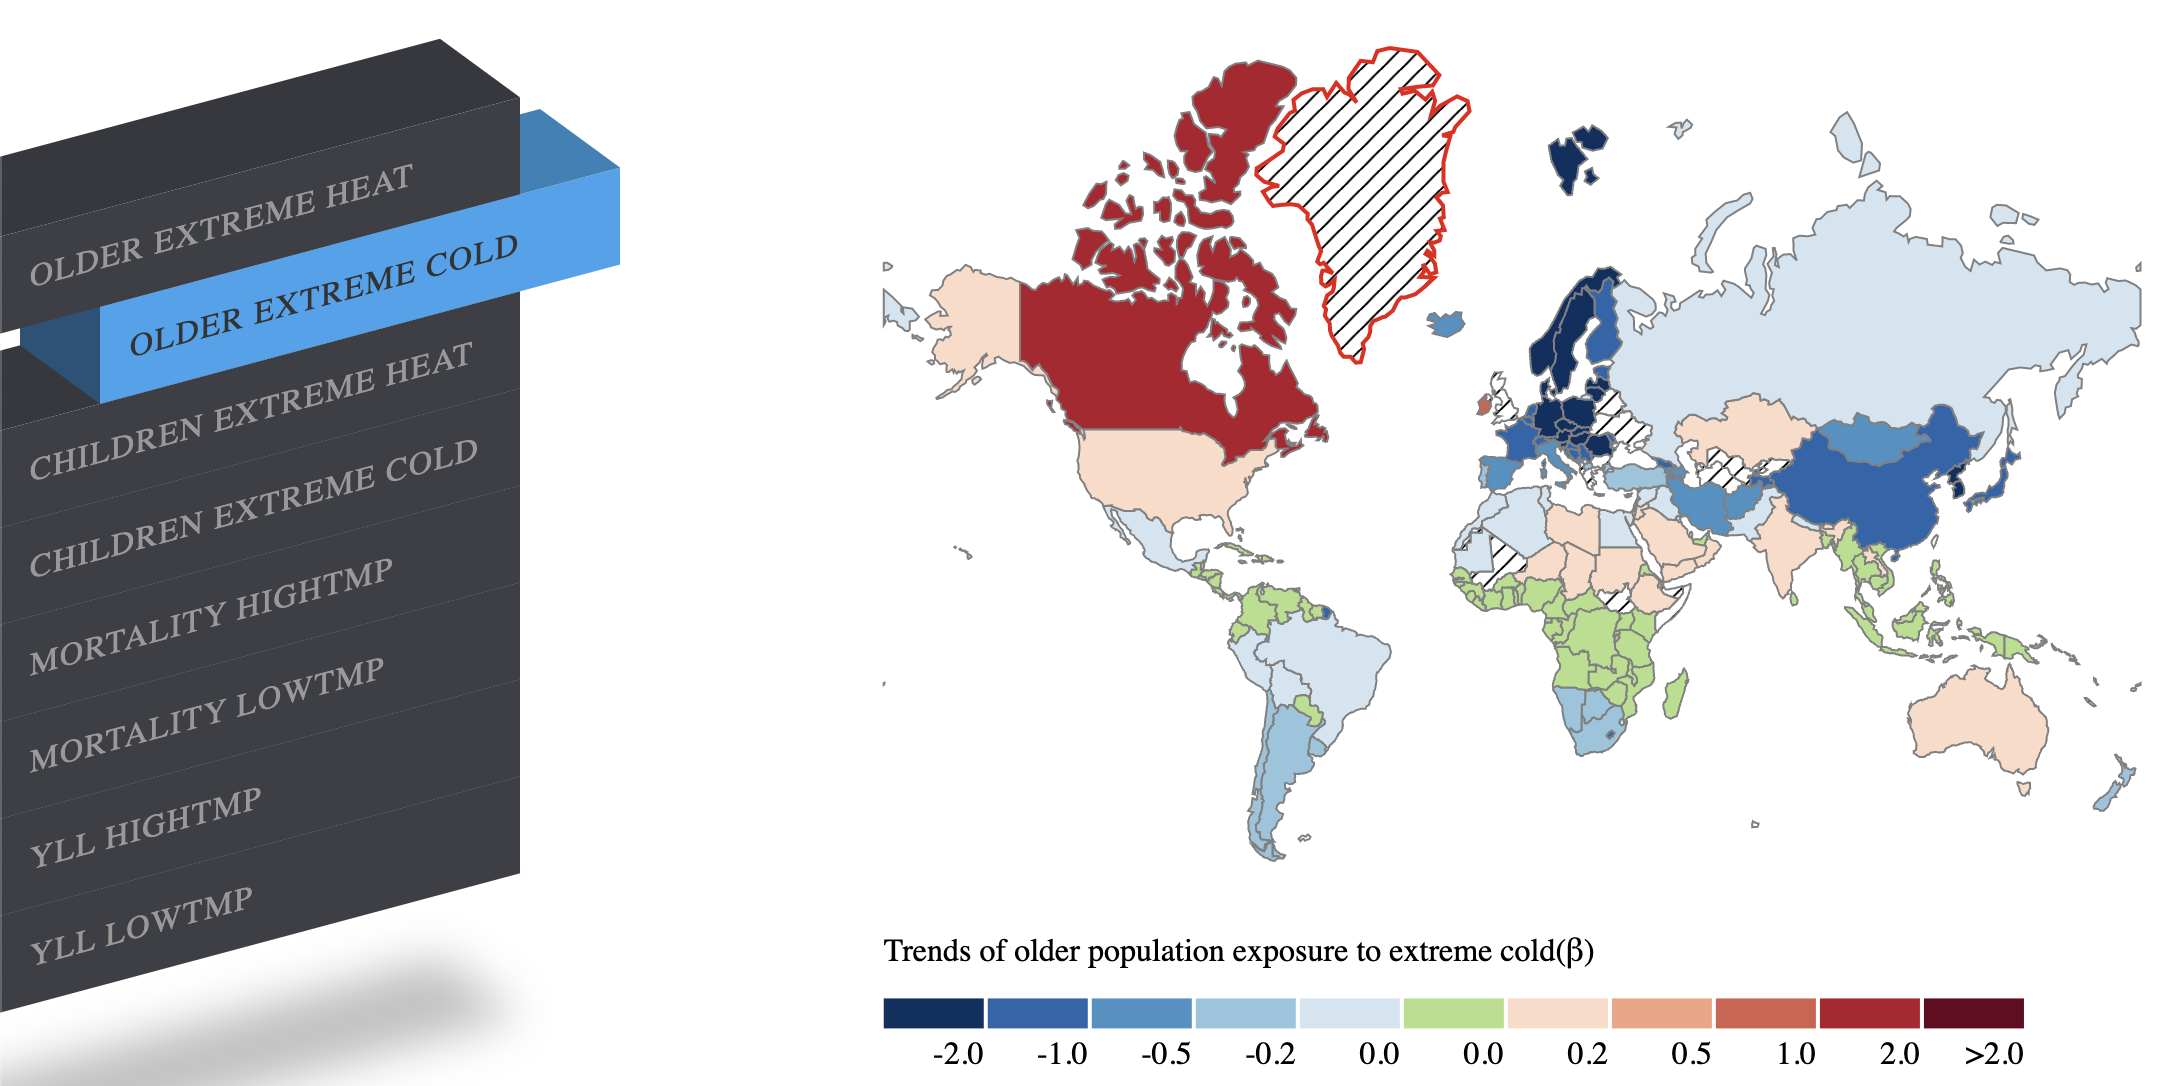 OLDER EXTREME HEAT
OLDER EXTREME COLD
CHILDREN EXTREME HEAT
CHILDREN EXTREME COLD
MORTALITY HIGHTMP
MORTALITY LOWTMP
YLL HIGHTMP
YLL LOWTMP
Trends of older population exposure to extreme cold(β)
-2.0 -1.0 -0.5 -0.2 0.0 0.0 0.2 0.5 1.0 2.0 >2.0